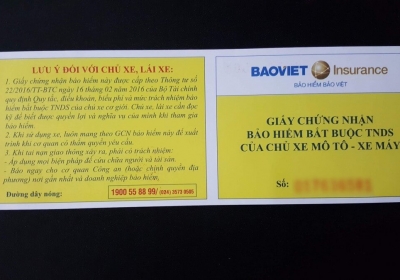 LƯU Ý ĐỐI VỚI CHỦ XE, LÁI XE:
1. Giấy chứng nhận bảo hiểm này được cấp theo Thông tư số
22/2016/TT-BTC ngày 16 tháng 02 năm 2016 của Bộ Tài chính
qui định Quy tắc, điều khoản, biểu phí và mức trách nhiệm bảo
hiểm bắt buộc TNDS của chủ xe cơ giới. Chủ xe, lái xe cần đọc
kỹ để biết được quyền lợi và nghĩa vụ của mình khi tham gia
bảo hiểm.
2. Khi sử dụng xe, luôn mang theo GCN bảo hiểm này để xuất
trình khi cơ quan có thẩm quyền yêu cầu.
3. Khi tai nạn giao thông xảy ra, phải có trách nhiệm:
- Áp dụng mọi biện pháp để cứu chữa người và tài sản.
- Báo ngay cho cơ quan Công an (hoặc chính quyền địa
phương) nơi gần nhất và doanh nghiệp bảo hiểm.
Đường dây nóng: 1900 55 88 99/ (024) 3572 0505
BAOVIET Insurance
BẢO HIỂM BẢO VIỆT
GIẤY CHỨNG NHẬN
BẢO HIỂM BẮT BUỘC TNDS
CỦA CHỦ XE MÔ TÔ - XE MÁY
Số: